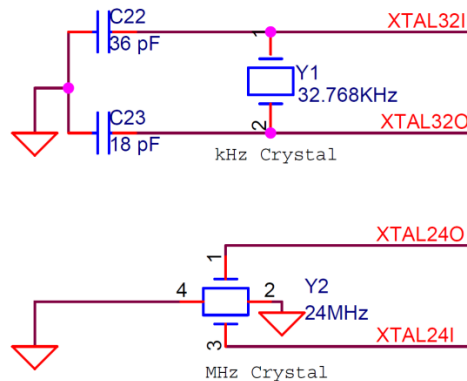 C22
36 pF
XTAL32I
1
Y1
32.768KHz
C23
18 pF
2
XTAL32O
kHz Crystal
XTAL24O
1
4
2
Y2
24MHz
3
XTAL24I
MHz Crystal